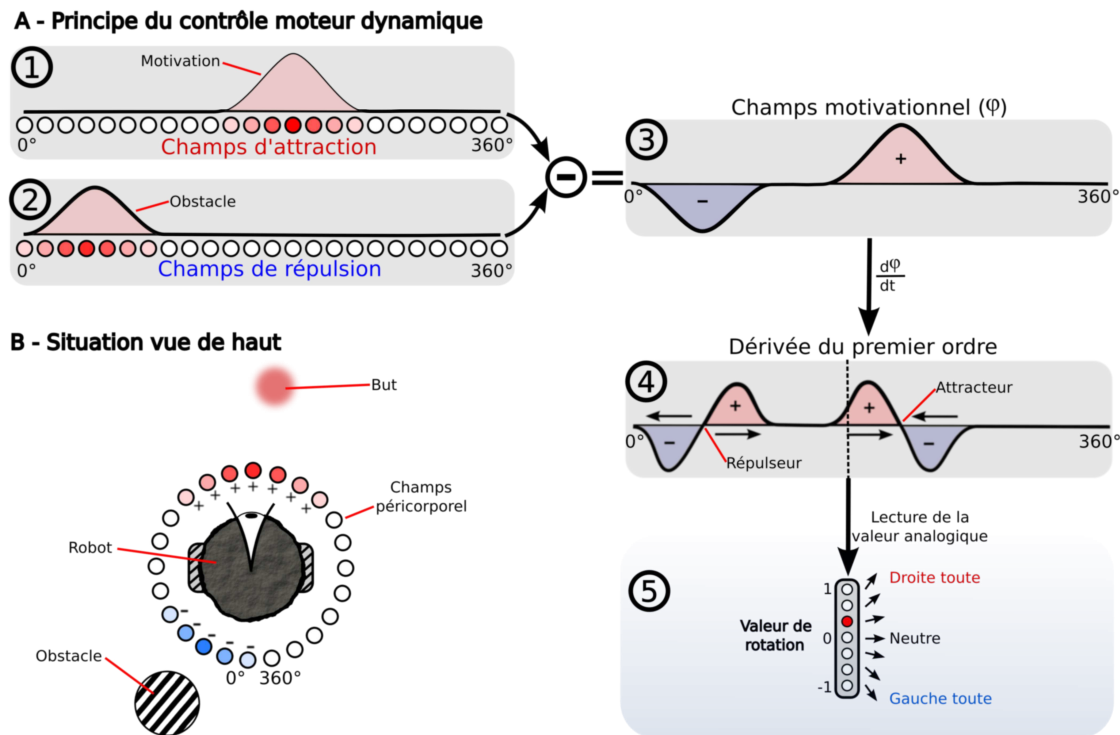 A - Principe du contrôle moteur dynamique
1
Motivation
0°
360°
Champs d'attraction
2
Obstacle
0°
360°
Champs de répulsion
-
=
Champs motivationnel (φ)
3
+
-
0°
360°
dφ
dt
Dérivée du premier ordre
4
+
+
-
-
Attracteur
Répulseur
0°
360°
Lecture de la
valeur analogique
5
1
0
-1
Valeur de
rotation
Droite toute
Neutre
Gauche toute
B - Situation vue de haut
But
+ + + + + + +
Champs
péricorporel
Robot
- - - - -
Obstacle
0° 360°